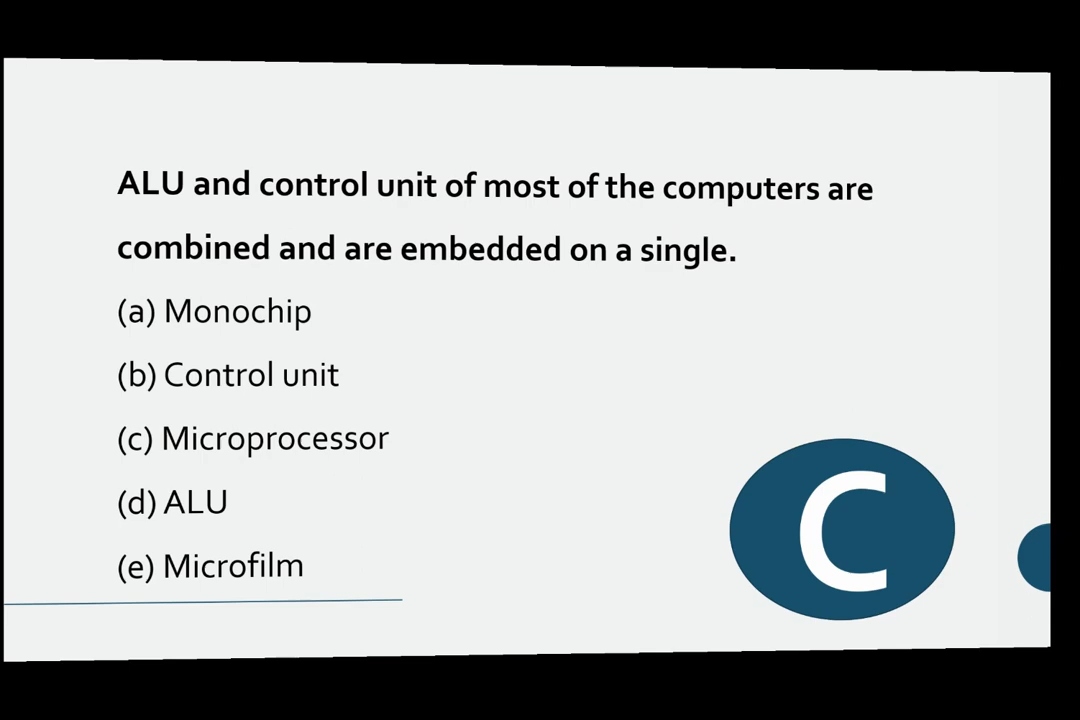 ALU and control unit of most of the computers are
combined and are embedded on a single.
(a) Monochip
(b) Control unit
(c) Microprocessor
(d) ALU
(e) Microfilm
C